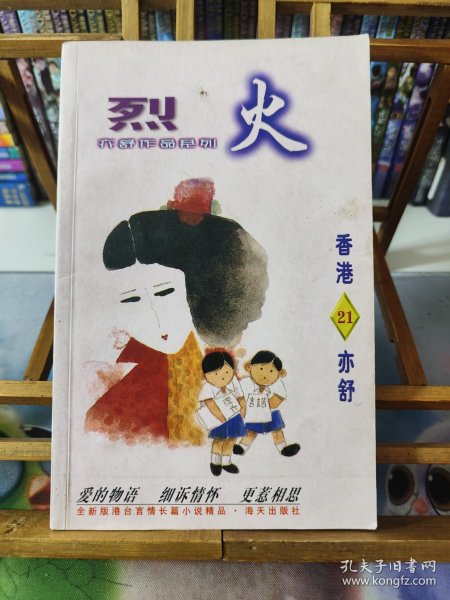 烈火
亦舒作品系列
香港
21
亦舒
爱的物语 细诉情怀 更惹相思
全新版港台言情长篇小说精品·海天出版社
孔夫子旧书网
www.kongfz.com